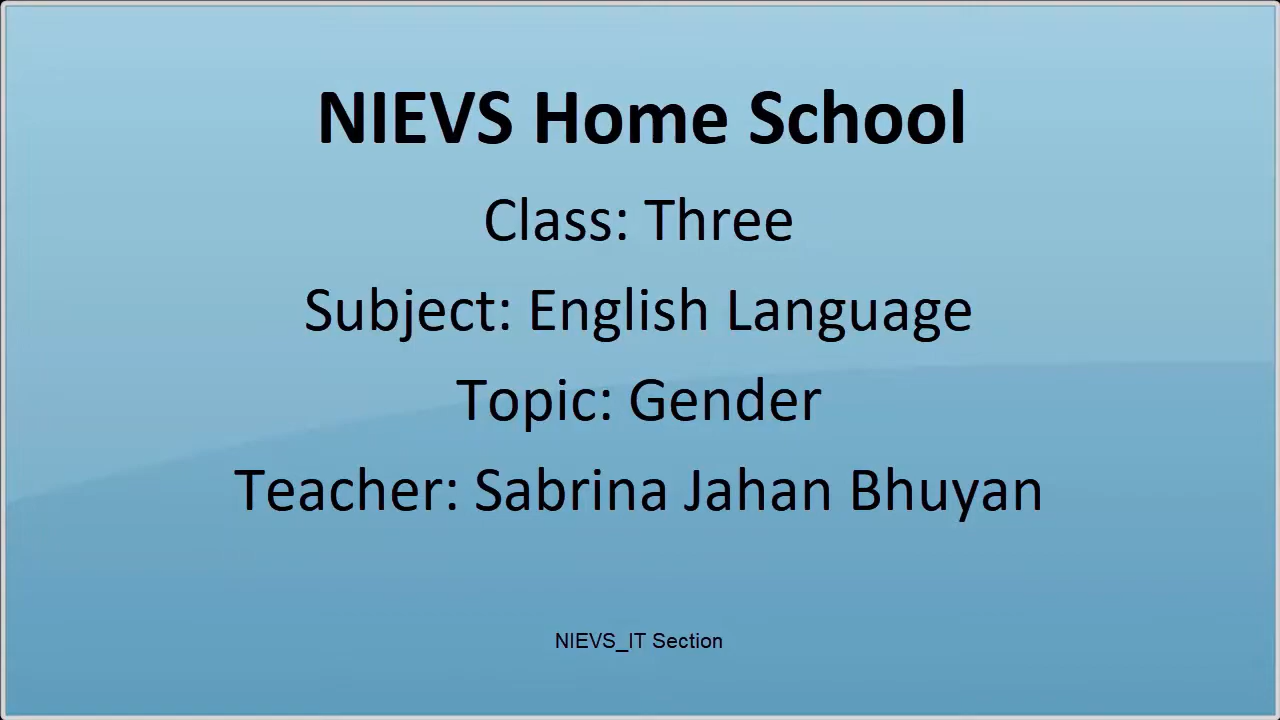 NIEVS Home School
Class: Three
Subject: English Language
Topic: Gender
Teacher: Sabrina Jahan Bhuyan
NIEVS_IT Section